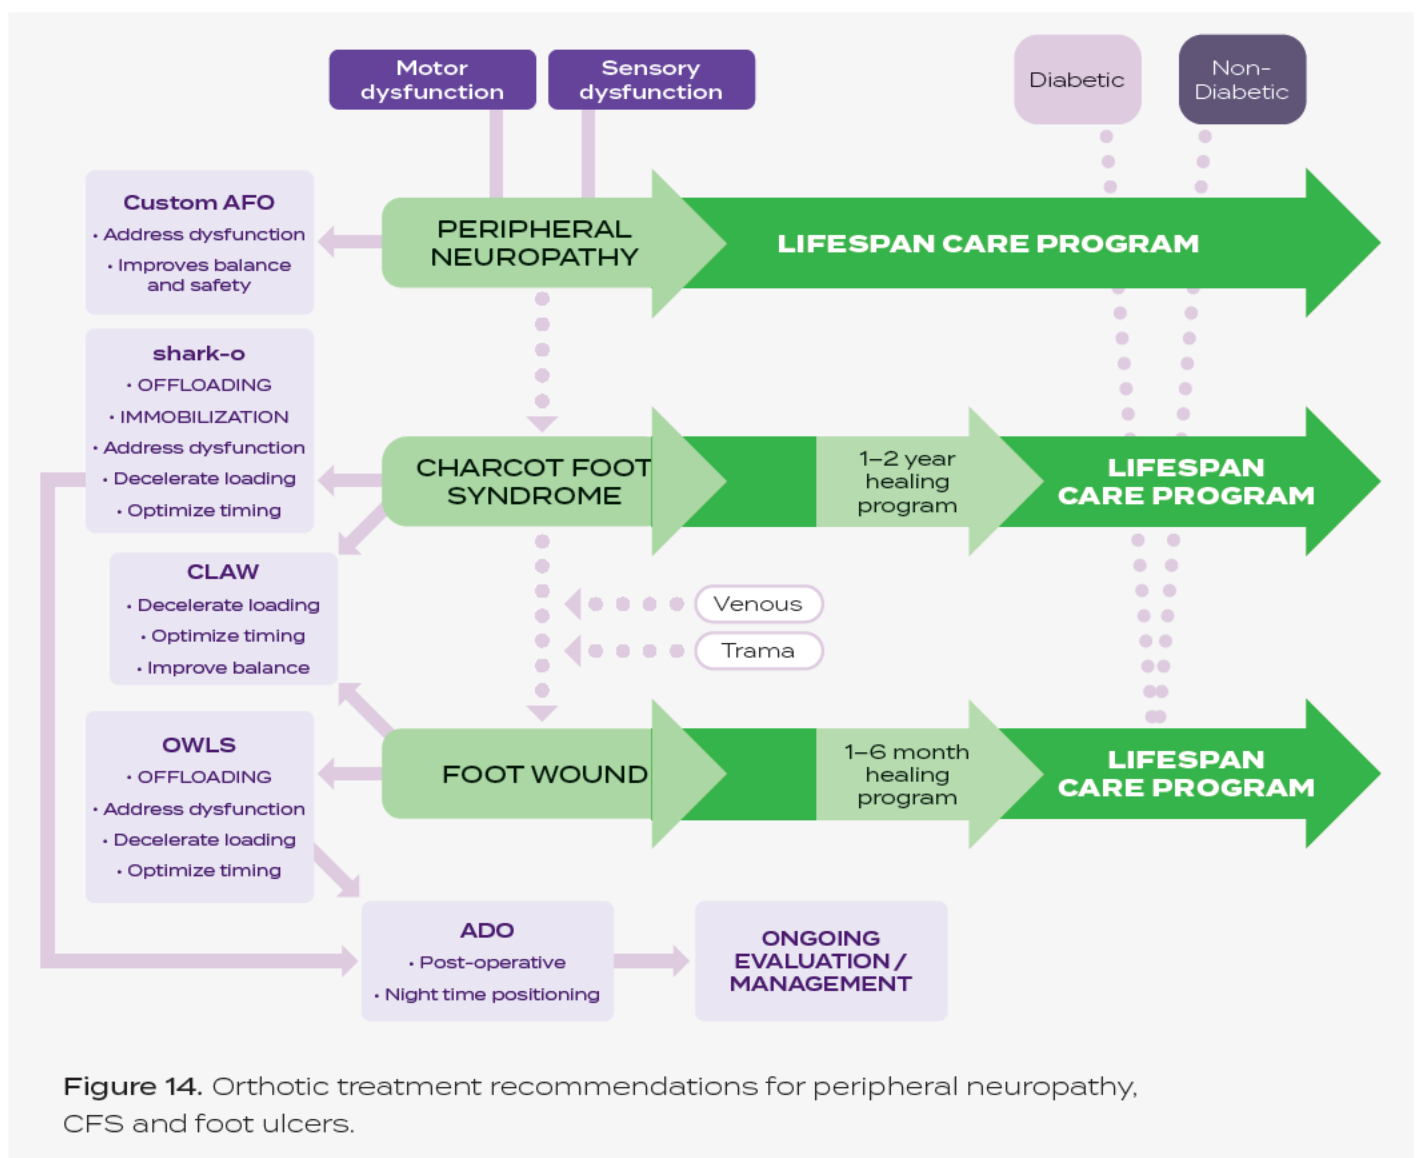 Motor
dysfunction
Sensory
dysfunction
Diabetic
Non-
Diabetic
Custom AFO
• Address dysfunction
• Improves balance
and safety
PERIPHERAL
NEUROPATHY
LIFESPAN CARE PROGRAM
shark-o
• OFFLOADING
• IMMOBILIZATION
• Address dysfunction
• Decelerate loading
• Optimize timing
CHARCOT FOOT
SYNDROME
1–2 year
healing
program
LIFESPAN
CARE PROGRAM
CLAW
• Decelerate loading
• Optimize timing
• Improve balance
Venous
Trama
OWLS
• OFFLOADING
• Address dysfunction
• Decelerate loading
• Optimize timing
FOOT WOUND
1–6 month
healing
program
LIFESPAN
CARE PROGRAM
ADO
• Post-operative
• Night time positioning
ONGOING
EVALUATION /
MANAGEMENT
Figure 14. Orthotic treatment recommendations for peripheral neuropathy,
CFS and foot ulcers.